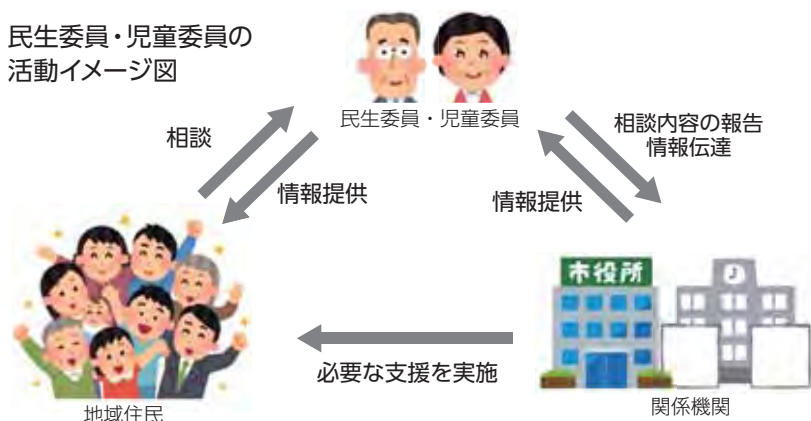 民生委員・児童委員の
活動イメージ図
民生委員・児童委員
相談
情報提供
相談内容の報告
情報伝達
情報提供
市役所
必要な支援を実施
地域住民
関係機関